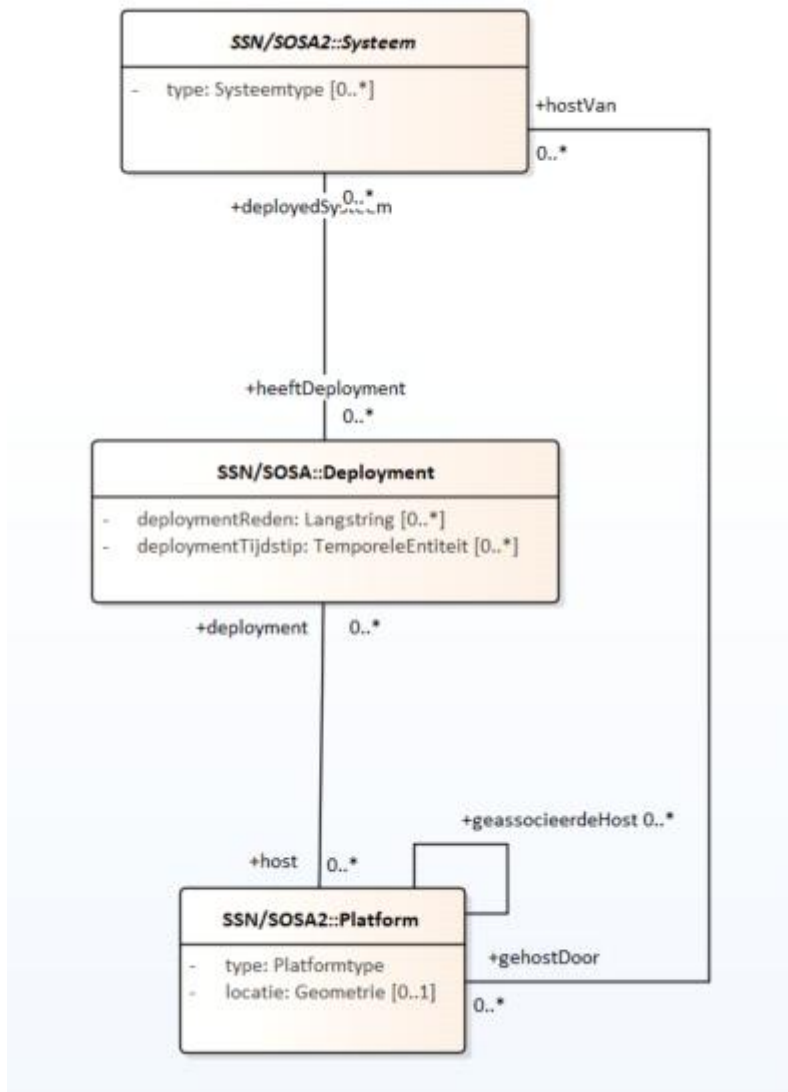 SSN/SOSA2::Systeem
- type: Systeemtype [0..*]
+hostVan
0..*
0..*
+deployedSysteem
+heeftDeployment
0..*
SSN/SOSA::Deployment
- deploymentReden: Langstring [0..*]
- deploymentTijdstip: TemporeleEntiteit [0..*]
+deployment 0..*
+geassocieerdeHost 0..*
+host 0..*
SSN/SOSA2::Platform
- type: Platformtype
- locatie: Geometrie [0..1]
+gehostDoor
0..*